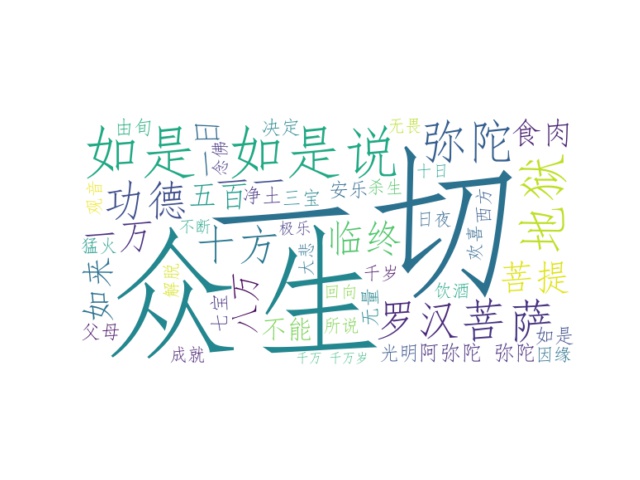 由旬
一日
决定
无畏
弥陀
食肉
如是
如是说
念佛
十日
观音
功德
五百
净土
三宝
安乐
杀生
一切
地狱
欢喜
西方
一万
不断
十方
极乐
临终
日夜
猛火
如来
众生
大悲
菩提
解脱
八万
千岁
饮酒
七宝
回向
无量
罗汉
菩萨
父母
不能
所说
如是
成就
千万
千万岁
光明
阿弥陀
弥陀
因缘